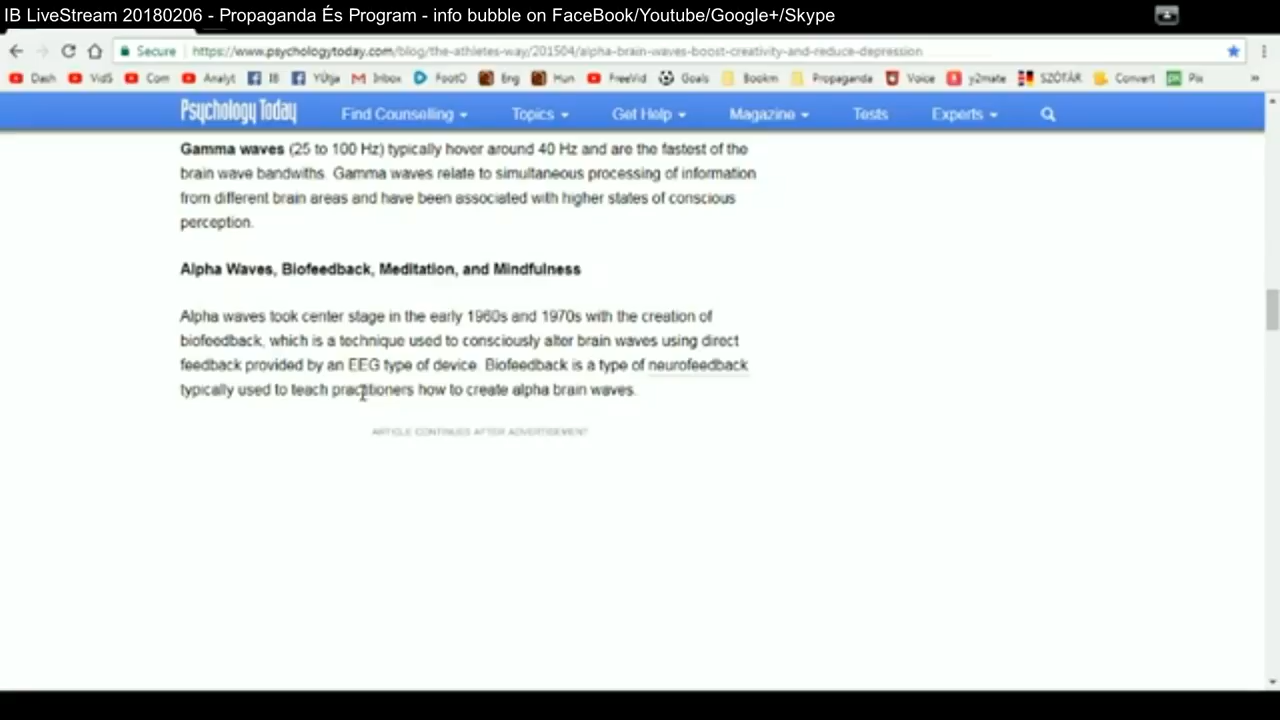 IB LiveStream 20180206 - Propaganda És Program - info bubble on FaceBook/Youtube/Google+/Skype
Secure https://www.psychologytoday.com/blog/the-athletes-way/201504/alpha-brain-waves-boost-creativity-and-reduce-depression
Dash VidS Com Analyt IB YÚtja Inbox FootO Eng Hun FreeVid Goals Bookm Propaganda Voice y2mate SZÓTÁR Convert Pix »
Psychology Today Find Counselling Topics Get Help Magazine Tests Experts
Gamma waves (25 to 100 Hz) typically hover around 40 Hz and are the fastest of the
brain wave bandwiths. Gamma waves relate to simultaneous processing of information
from different brain areas and have been associated with higher states of conscious
perception.
Alpha Waves, Biofeedback, Meditation, and Mindfulness
Alpha waves took center stage in the early 1960s and 1970s with the creation of
biofeedback, which is a technique used to consciously alter brain waves using direct
feedback provided by an EEG type of device. Biofeedback is a type of neurofeedback
typically used to teach practitioners how to create alpha brain waves.
ARTICLE CONTINUES AFTER ADVERTISEMENT